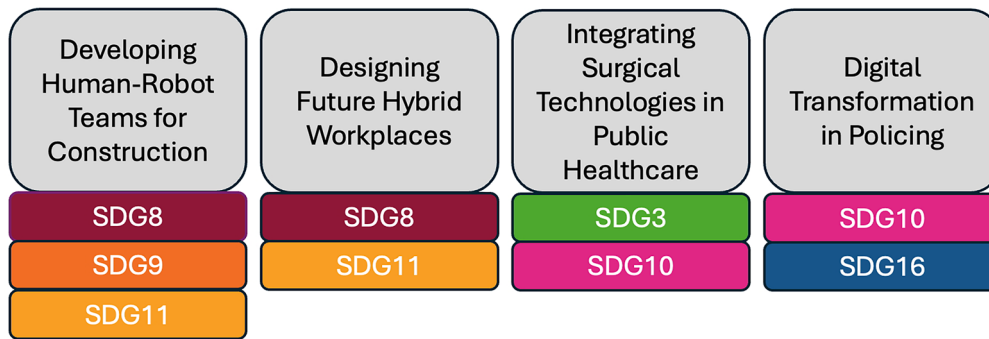 Developing
Human-Robot
Teams for
Construction
SDG8
SDG9
SDG11
Designing
Future Hybrid
Workplaces
SDG8
SDG11
Integrating
Surgical
Technologies in
Public
Healthcare
SDG3
SDG10
Digital
Transformation
in Policing
SDG10
SDG16